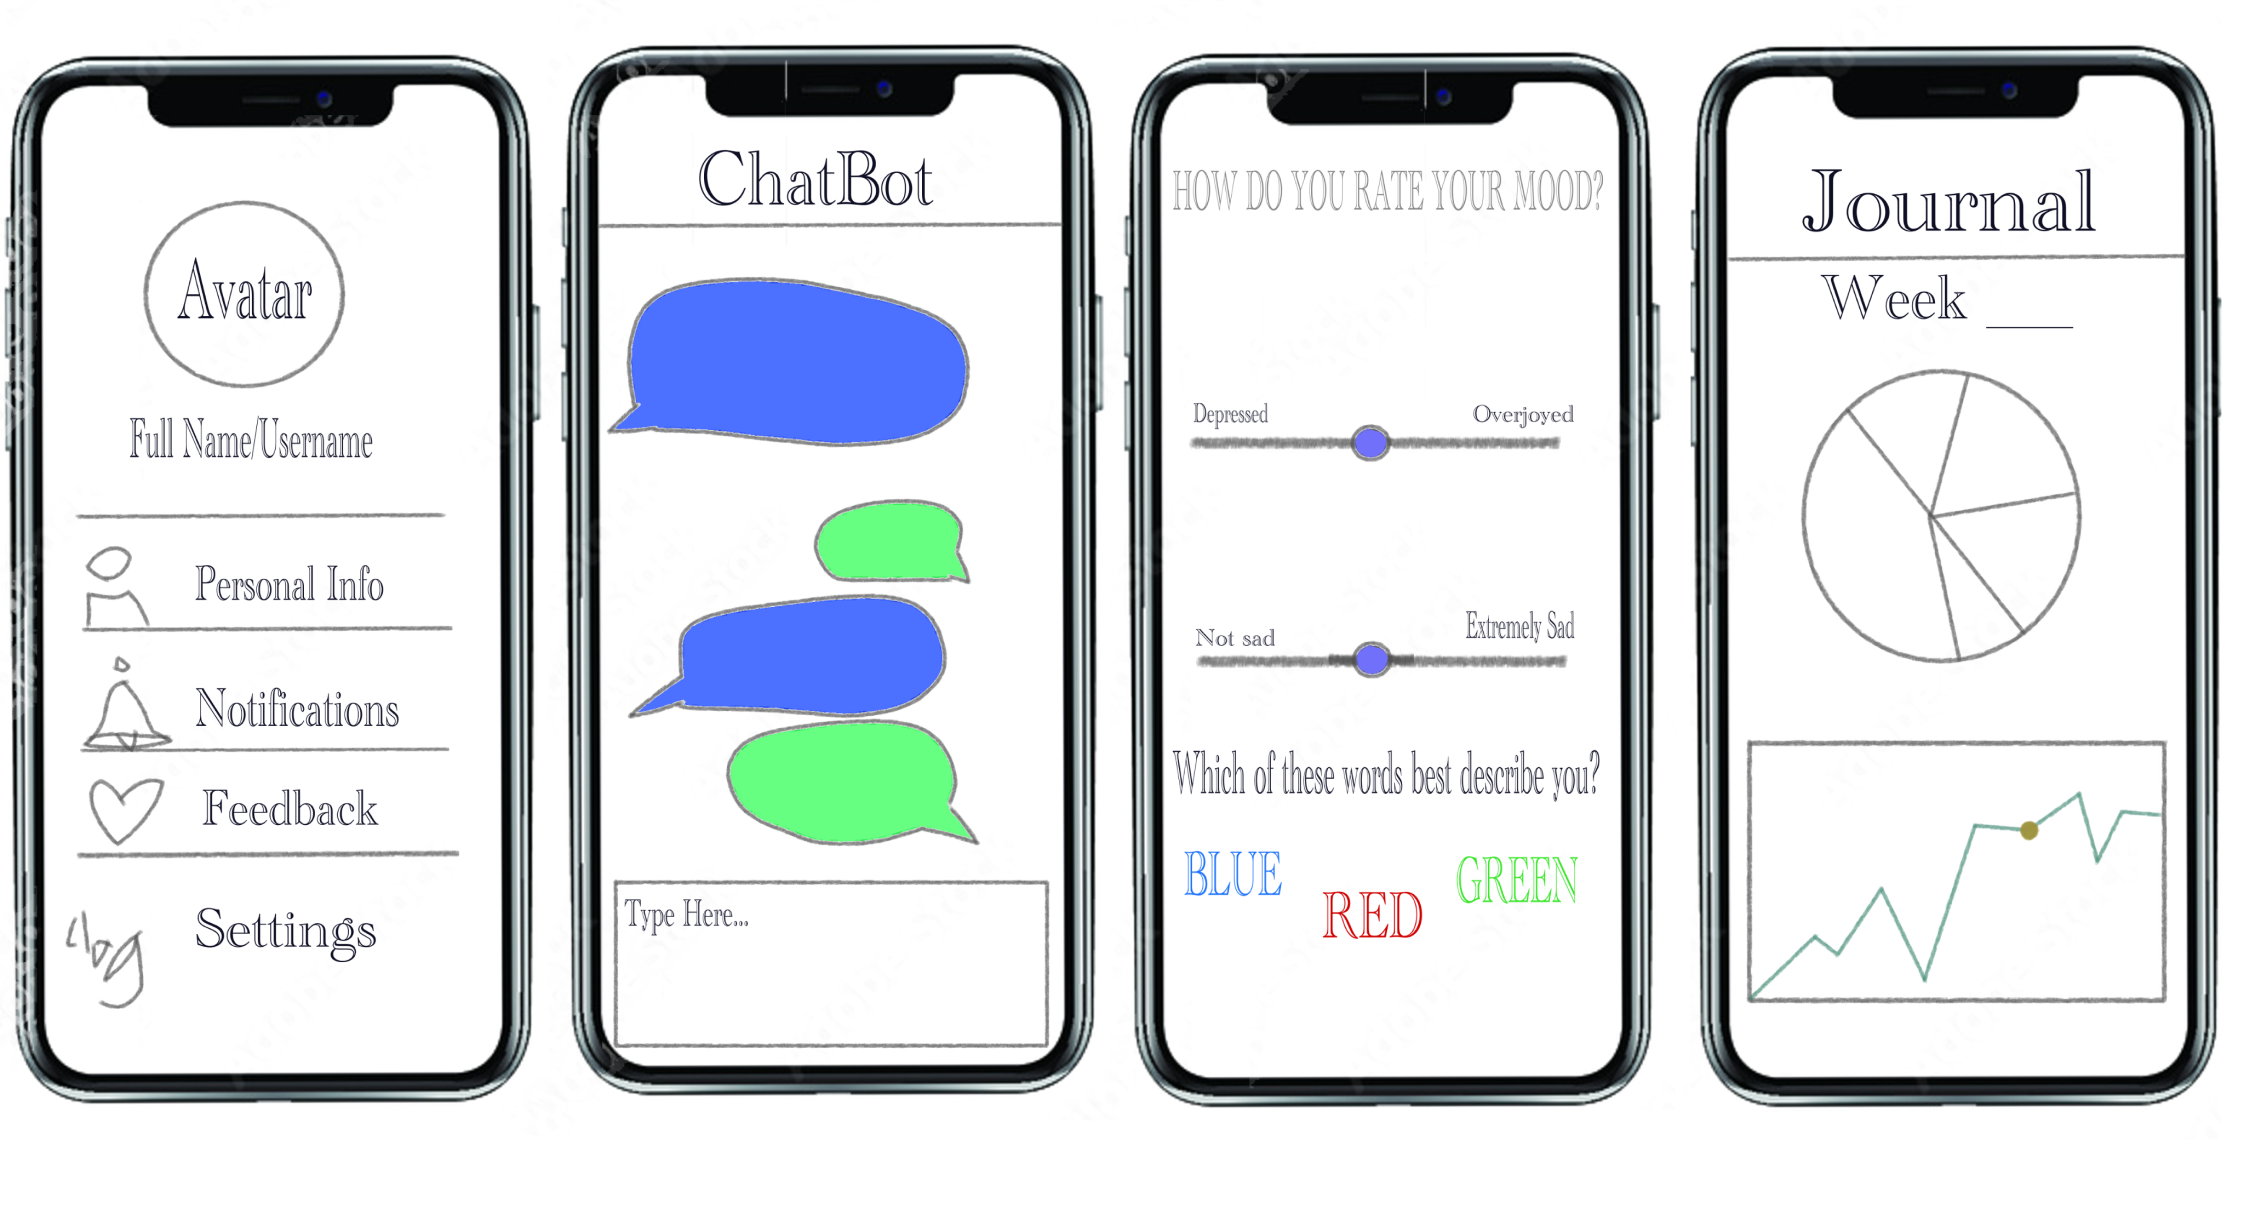 Avatar
Full Name/Username
Personal Info
Notifications
Feedback
Settings
ChatBot
Type Here...
HOW DO YOU RATE YOUR MOOD?
Depressed
Overjoyed
Not sad
Extremely Sad
Which of these words best describe you?
BLUE
RED
GREEN
Journal
Week ____